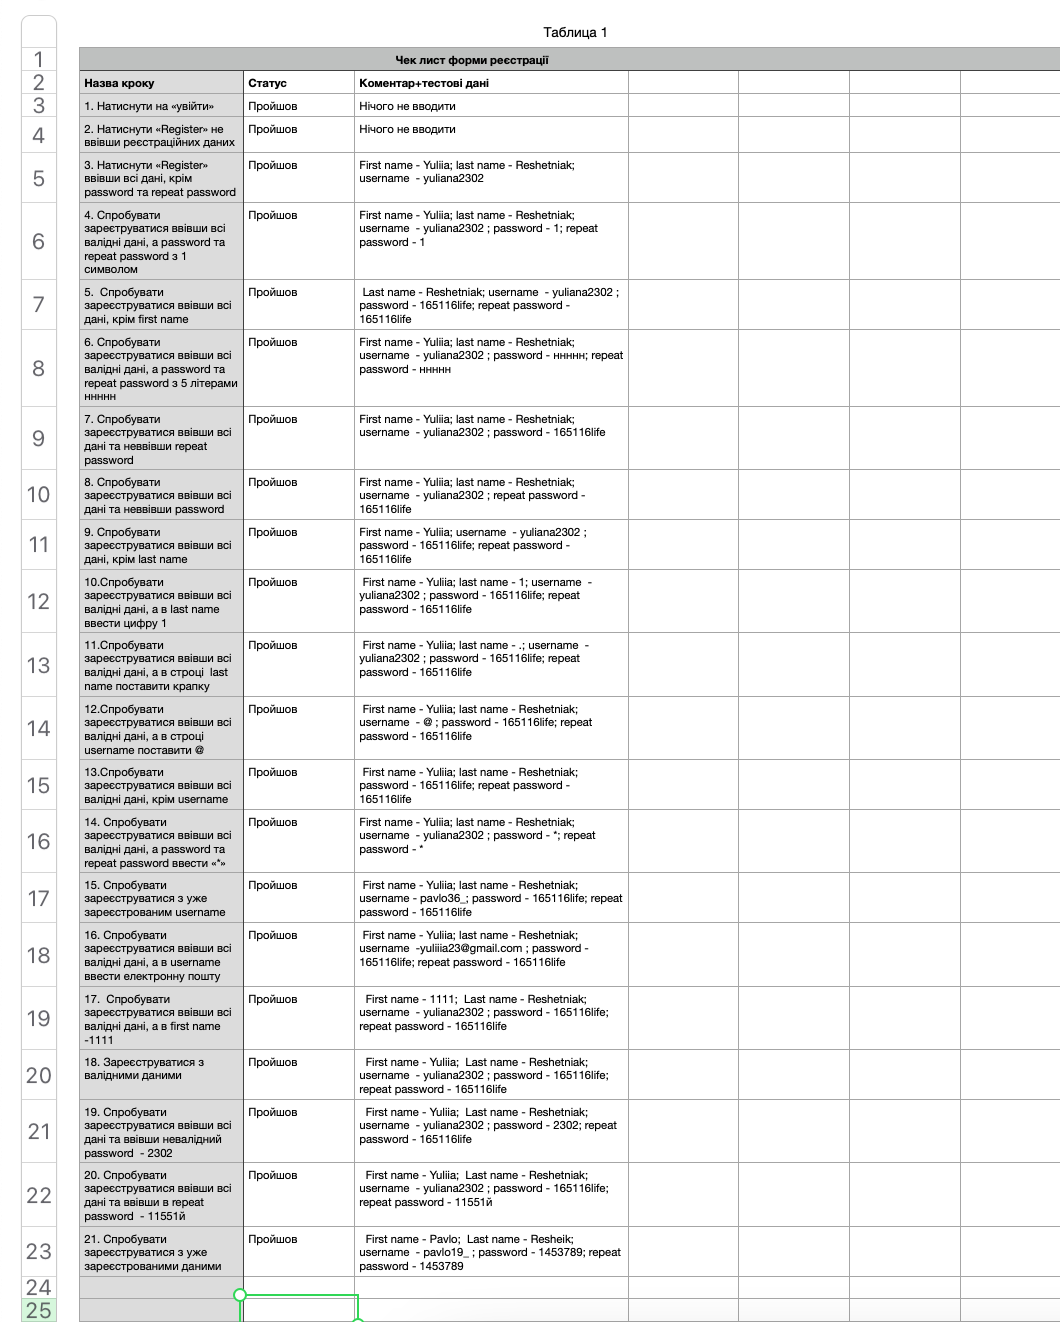 Таблица 1
1
Чек лист форми реєстрації
2
Назва кроку
Статус
Коментар+тестові дані
3
1. Натиснути на «увійти»
Пройшов
Нічого не вводити
4
2. Натиснути «Register» не
ввівши реєстраційних даних
Пройшов
Нічого не вводити
5
3. Натиснути «Register»
ввівши всі дані, крім
password та repeat password
Пройшов
First name - Yuliia; last name - Reshetniak;
username - yuliana2302
6
4. Спробувати
зареєструватися ввівши всі
валідні дані, а password та
repeat password з 1
символом
Пройшов
First name - Yuliia; last name - Reshetniak;
username - yuliana2302 ; password - 1; repeat
password - 1
7
5. Спробувати
зареєструватися ввівши всі
дані, крім first name
Пройшов
Last name - Reshetniak; username - yuliana2302 ;
password - 165116life; repeat password -
165116life
8
6. Спробувати
зареєструватися ввівши всі
валідні дані, а password та
repeat password з 5 літерами
ннннн
Пройшов
First name - Yuliia; last name - Reshetniak;
username - yuliana2302 ; password - ннннн; repeat
password - ннннн
9
7. Спробувати
зареєструватися ввівши всі
дані та неввівши repeat
password
Пройшов
First name - Yuliia; last name - Reshetniak;
username - yuliana2302 ; password - 165116life
10
8. Спробувати
зареєструватися ввівши всі
дані та неввівши password
Пройшов
First name - Yuliia; last name - Reshetniak;
username - yuliana2302 ; repeat password -
165116life
11
9. Спробувати
зареєструватися ввівши всі
дані, крім last name
Пройшов
First name - Yuliia; username - yuliana2302 ;
password - 165116life; repeat password -
165116life
12
10.Спробувати
зареєструватися ввівши всі
валідні дані, а в last name
ввести цифру 1
Пройшов
First name - Yuliia; last name - 1; username -
yuliana2302 ; password - 165116life; repeat
password - 165116life
13
11.Спробувати
зареєструватися ввівши всі
валідні дані, а в строці last
name поставити крапку
Пройшов
First name - Yuliia; last name - .; username -
yuliana2302 ; password - 165116life; repeat
password - 165116life
14
12.Спробувати
зареєструватися ввівши всі
валідні дані, а в строці
username поставити @
Пройшов
First name - Yuliia; last name - Reshetniak;
username - @ ; password - 165116life; repeat
password - 165116life
15
13.Спробувати
зареєструватися ввівши всі
валідні дані, крім username
Пройшов
First name - Yuliia; last name - Reshetniak;
password - 165116life; repeat password -
165116life
16
14. Спробувати
зареєструватися ввівши всі
валідні дані, а password та
repeat password ввести «*»
Пройшов
First name - Yuliia; last name - Reshetniak;
username - yuliana2302 ; password - *; repeat
password - *
17
15. Спробувати
зареєструватися з уже
зареєстрованим username
Пройшов
First name - Yuliia; last name - Reshetniak;
username - pavlo36_; password - 165116life; repeat
password - 165116life
18
16. Спробувати
зареєструватися ввівши всі
валідні дані, а в username
ввести електронну пошту
Пройшов
First name - Yuliia; last name - Reshetniak;
username -yuliiia23@gmail.com ; password -
165116life; repeat password - 165116life
19
17. Спробувати
зареєструватися ввівши всі
валідні дані, а в first name
-1111
Пройшов
First name - 1111; Last name - Reshetniak;
username - yuliana2302 ; password - 165116life;
repeat password - 165116life
20
18. Зареєструватися з
валідними даними
Пройшов
First name - Yuliia; Last name - Reshetniak;
username - yuliana2302 ; password - 165116life;
repeat password - 165116life
21
19. Спробувати
зареєструватися ввівши всі
дані та ввівши невалідний
password - 2302
Пройшов
First name - Yuliia; Last name - Reshetniak;
username - yuliana2302 ; password - 2302; repeat
password - 165116life
22
20. Спробувати
зареєструватися ввівши всі
дані та ввівши в repeat
password - 11551й
Пройшов
First name - Yuliia; Last name - Reshetniak;
username - yuliana2302 ; password - 165116life;
repeat password - 11551й
23
21. Спробувати
зареєструватися з уже
зареєстрованими даними
Пройшов
First name - Pavlo; Last name - Resheik;
username - pavlo19_ ; password - 1453789; repeat
password - 1453789
24
25